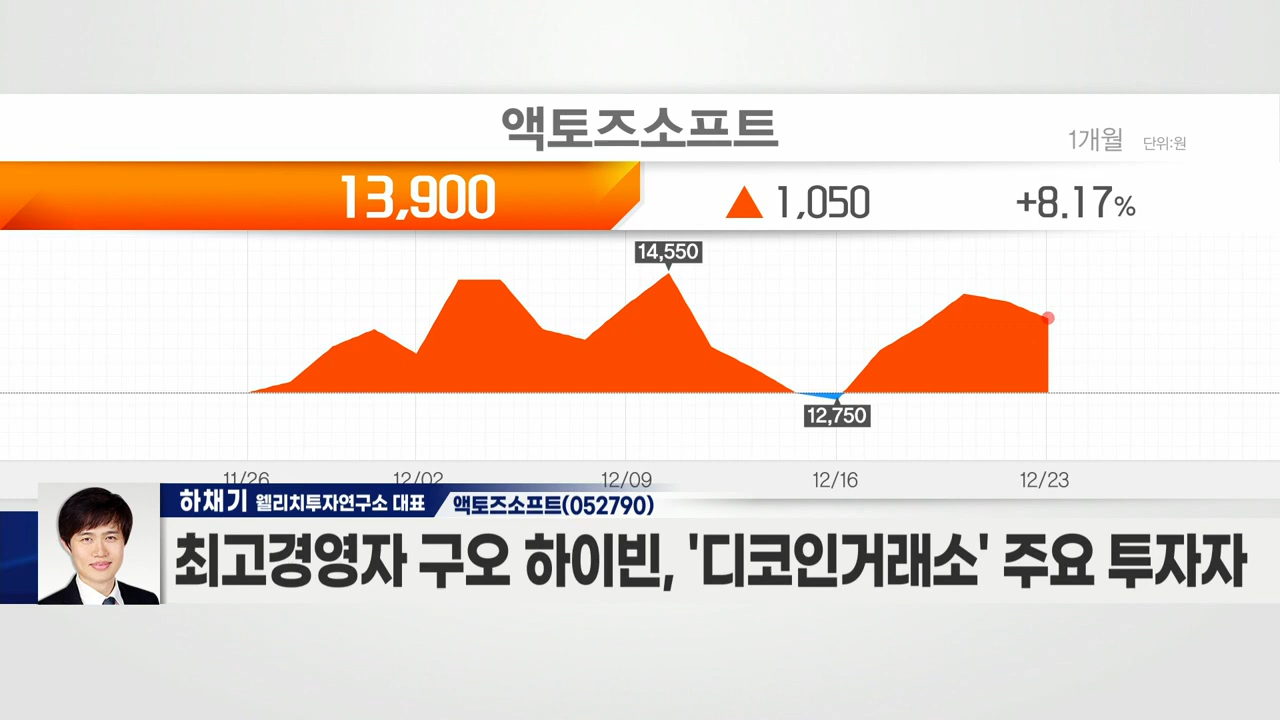 액토즈소프트
1개월 단위:원
13,900 ▲ 1,050 +8.17%
14,550
12,750
11/26 12/02 12/09 12/16 12/23
하채기 웰리치투자연구소 대표 액토즈소프트(052790)
최고경영자 구오 하이빈, '디코인거래소' 주요 투자자